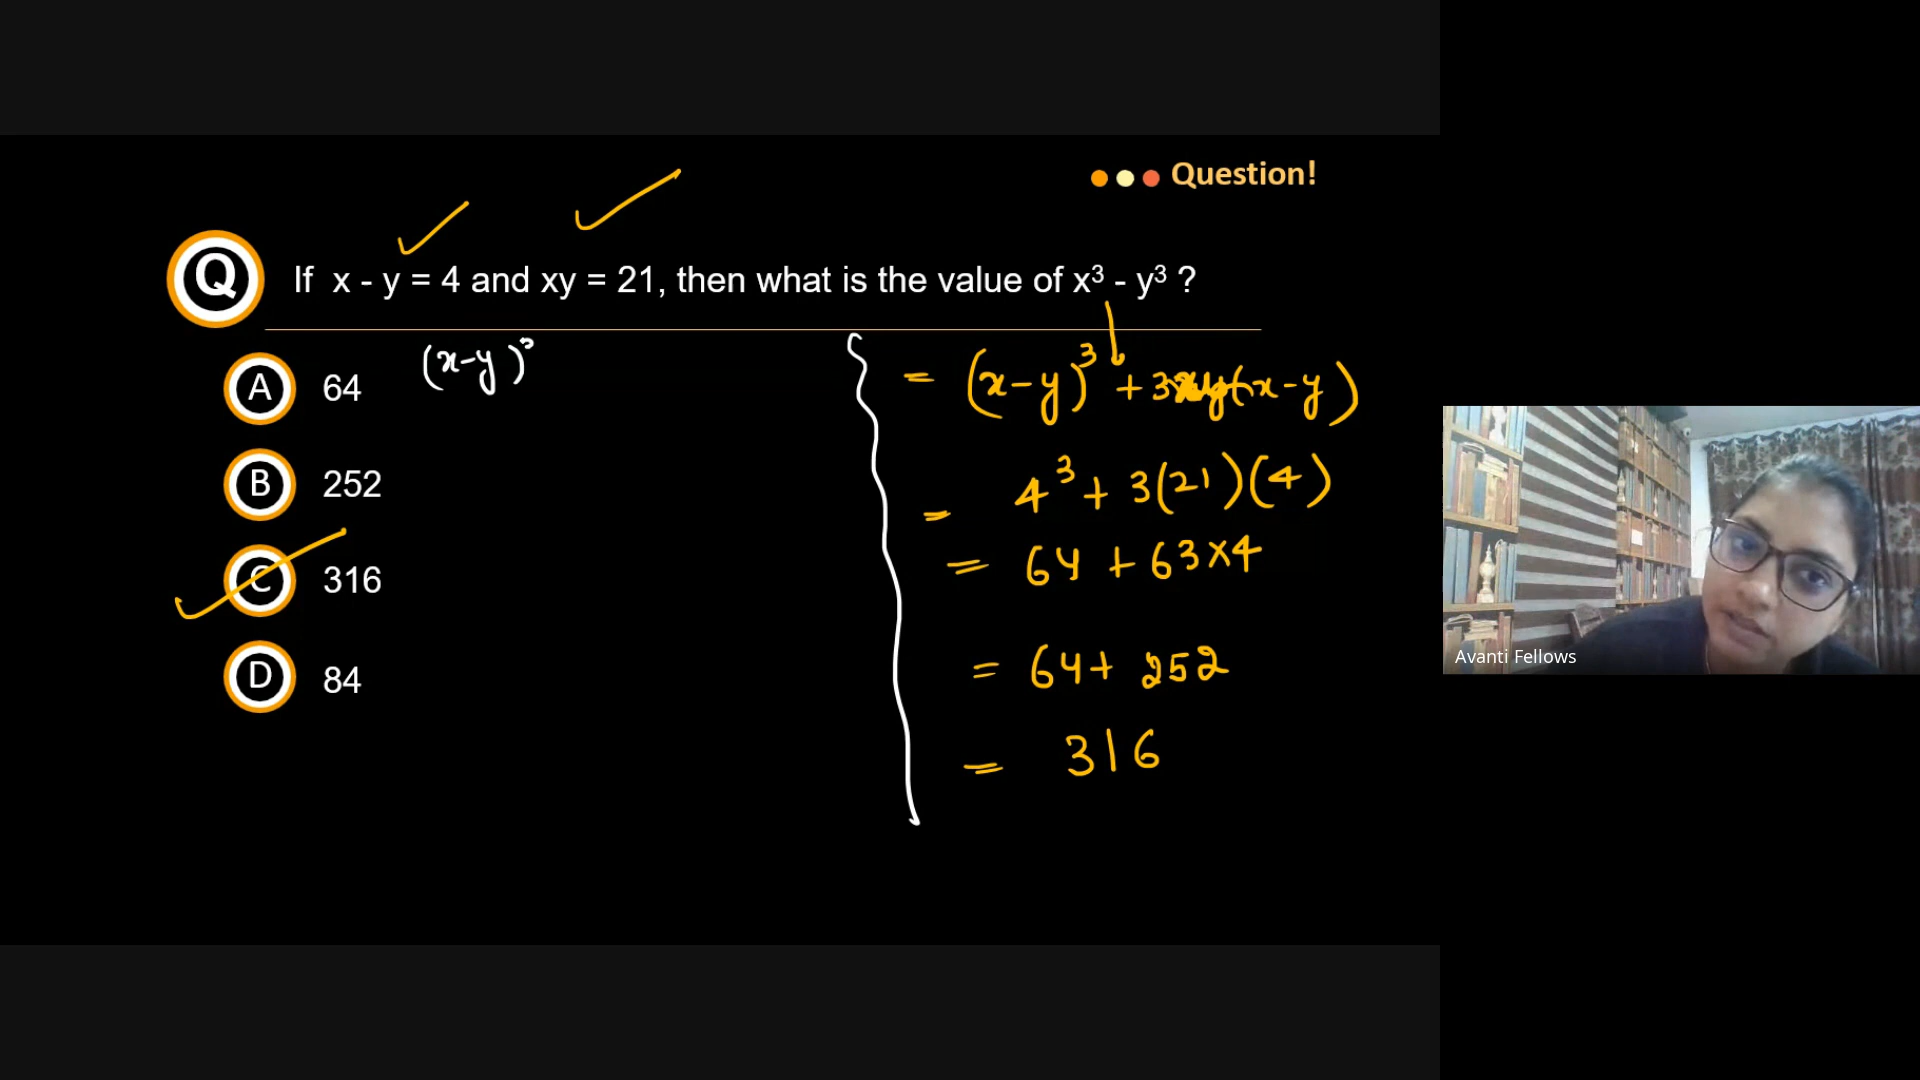 Question!
Q If x - y = 4 and xy = 21, then what is the value of x³ - y³ ?
A 64
(x-y)³
B 252
C 316
D 84
= (x-y)³ + 3xy(x-y)
= 4³ + 3(21)(4)
= 64 + 63×4
= 64 + 252
= 316
Avanti Fellows